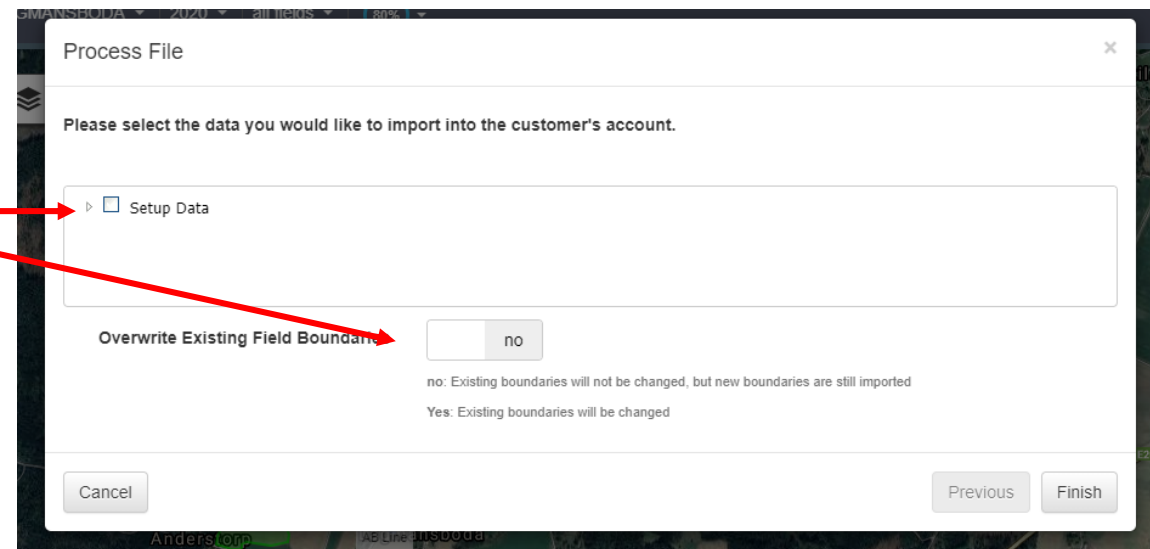 2020 all fields 80%
Process File ×
Please select the data you would like to import into the customer's account.
Setup Data
Overwrite Existing Field
no
no: Existing boundaries will not be changed, but new boundaries are still imported
Yes: Existing boundaries will be changed
Cancel Previous Finish
AB Line